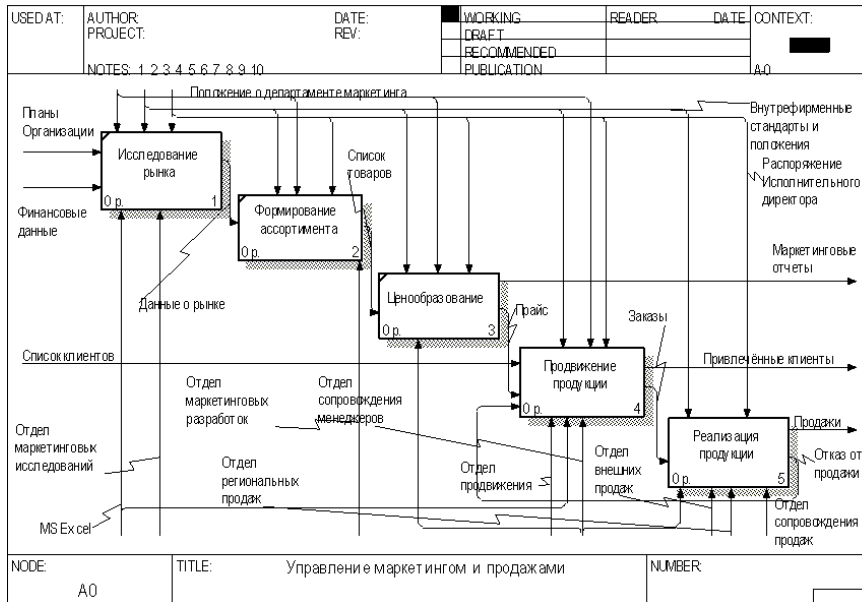 USED AT:
AUTHOR:
DATE:
WORKING
READER
DATE
CONTEXT:
PROJECT:
REV:
DRAFT
RECOMMENDED
NOTES: 1 2 3 4 5 6 7 8 9 10
PUBLICATION
A-0
Положение о департаменте маркетинга
Планы
Организации
Внутрефирменные
стандарты и
положения
Исследование
рынка
0 р.
1
Список
товаров
Распоряжение
Исполнительного
директора
Финансовые
данные
Формирование
ассортимента
0 р.
2
Маркетинговые
отчеты
Данные о рынке
Ценообразование
0 р.
3
Прайс
Заказы
Список клиентов
Продвижение
продукции
0 р.
4
Привлечённые клиенты
Отдел
маркетинговых
разработок
Отдел
сопровождения
менеджеров
Продажи
Отдел
маркетинговых
исследований
Реализация
продукции
0 р.
5
Отказ от
продажи
Отдел
региональных
продаж
Отдел
продвижения
Отдел
внешних
продаж
MS Excel
Отдел
сопровождения
продаж
NODE:
TITLE:
Управление маркетингом и продажами
NUMBER:
A0